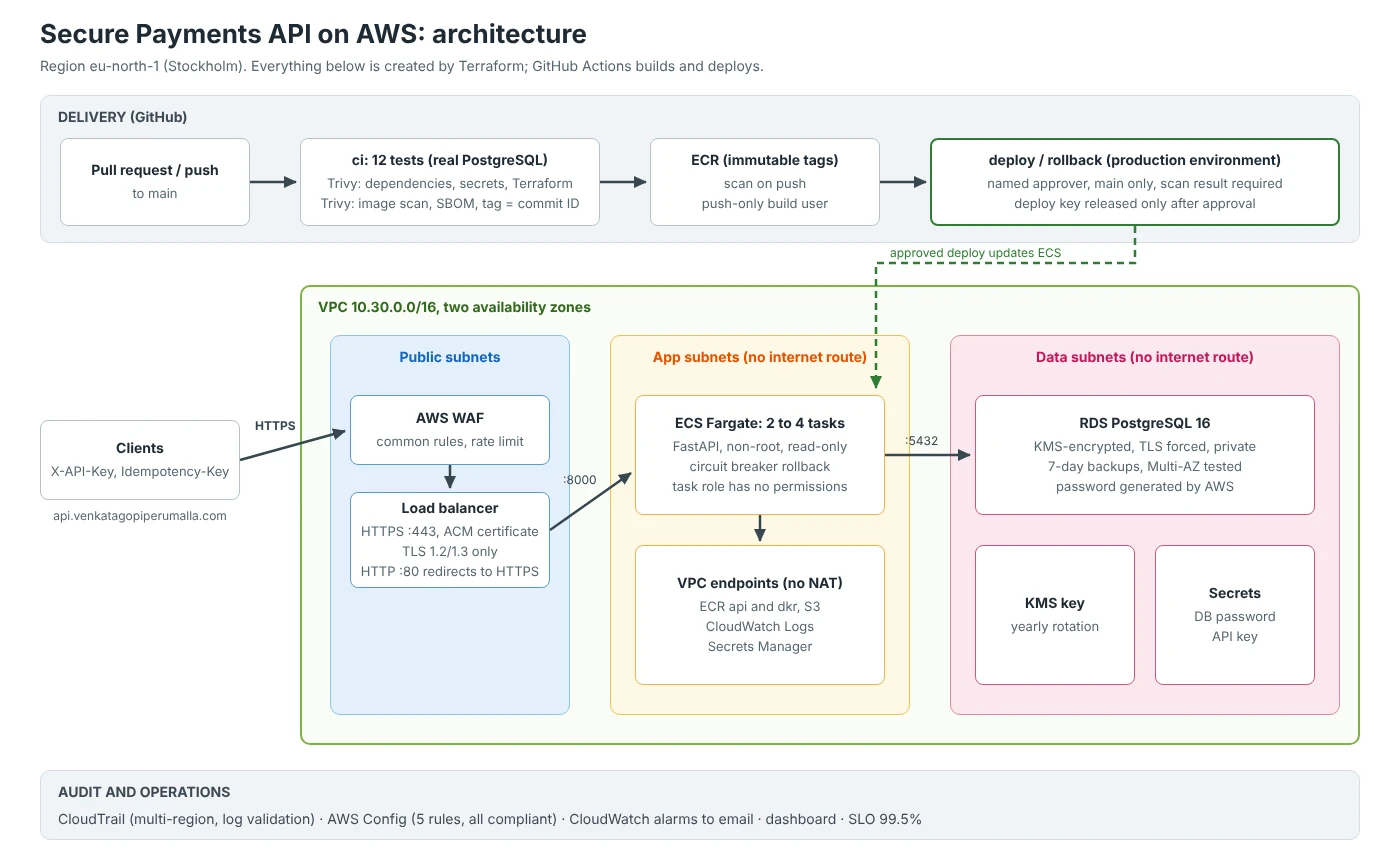 Secure Payments API on AWS: architecture
Region eu-north-1 (Stockholm). Everything below is created by Terraform; GitHub Actions builds and deploys.
DELIVERY (GitHub)
Pull request / push
to main
ci: 12 tests (real PostgreSQL)
Trivy: dependencies, secrets, Terraform
Trivy: image scan, SBOM, tag = commit ID
ECR (immutable tags)
scan on push
push-only build user
deploy / rollback (production environment)
named approver, main only, scan result required
deploy key released only after approval
approved deploy updates ECS
VPC 10.30.0.0/16, two availability zones
Clients
X-API-Key, Idempotency-Key
api.venkatagopiperumalla.com
HTTPS
Public subnets
AWS WAF
common rules, rate limit
Load balancer
HTTPS :443, ACM certificate
TLS 1.2/1.3 only
HTTP :80 redirects to HTTPS
:8000
App subnets (no internet route)
ECS Fargate: 2 to 4 tasks
FastAPI, non-root, read-only
circuit breaker rollback
task role has no permissions
VPC endpoints (no NAT)
ECR api and dkr, S3
CloudWatch Logs
Secrets Manager
:5432
Data subnets (no internet route)
RDS PostgreSQL 16
KMS-encrypted, TLS forced, private
7-day backups, Multi-AZ tested
password generated by AWS
KMS key
yearly rotation
Secrets
DB password
API key
AUDIT AND OPERATIONS
CloudTrail (multi-region, log validation) · AWS Config (5 rules, all compliant) · CloudWatch alarms to email · dashboard · SLO 99.5%